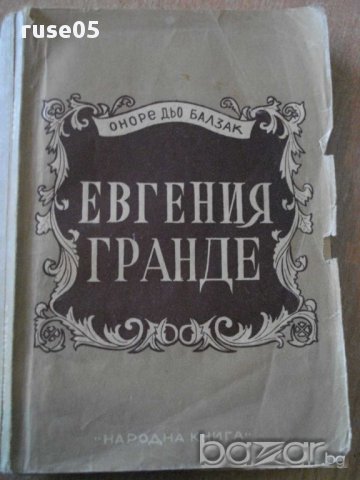 ruse05
ОНОРЕ ДЬО БАЛЗАК
ЕВГЕНИЯ
ГРАНДЕ
"НАРОДНА КНИГА"
bazar.bg